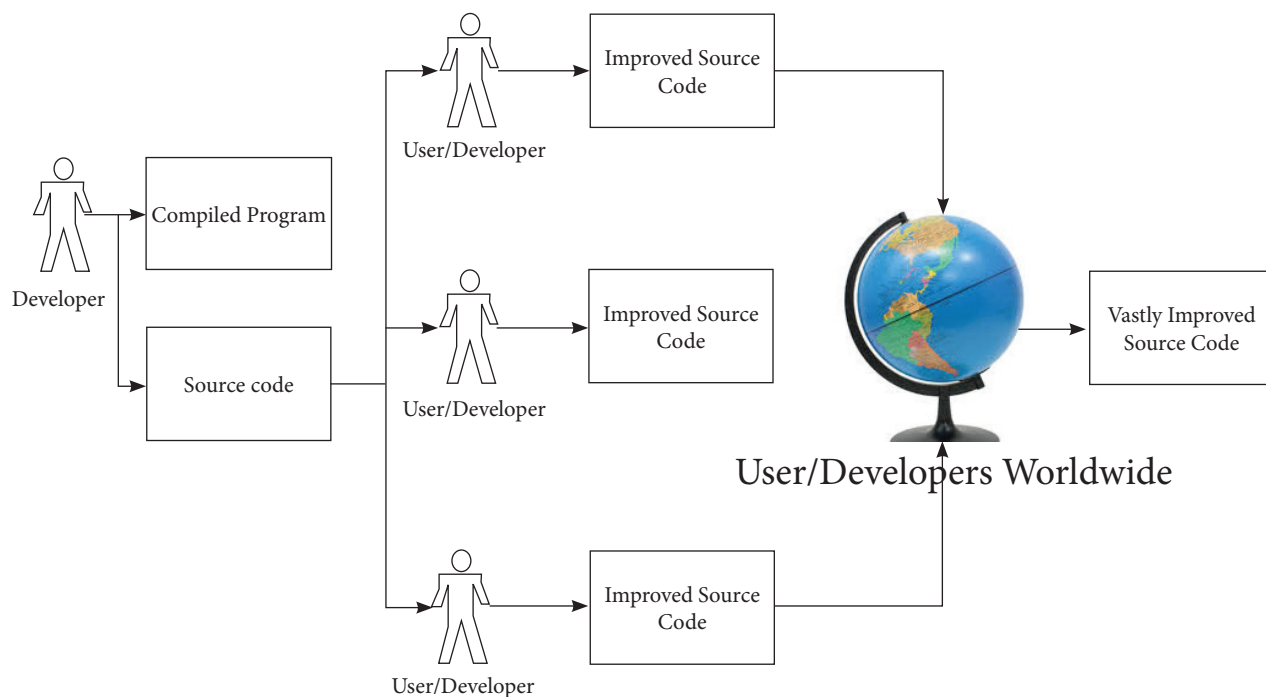 Improved Source
Code
User/Developer
Compiled Program
Developer
Improved Source
Code
User/Developer
Source code
Vastly Improved
Source Code
User/Developers Worldwide
Improved Source
Code
User/Developer